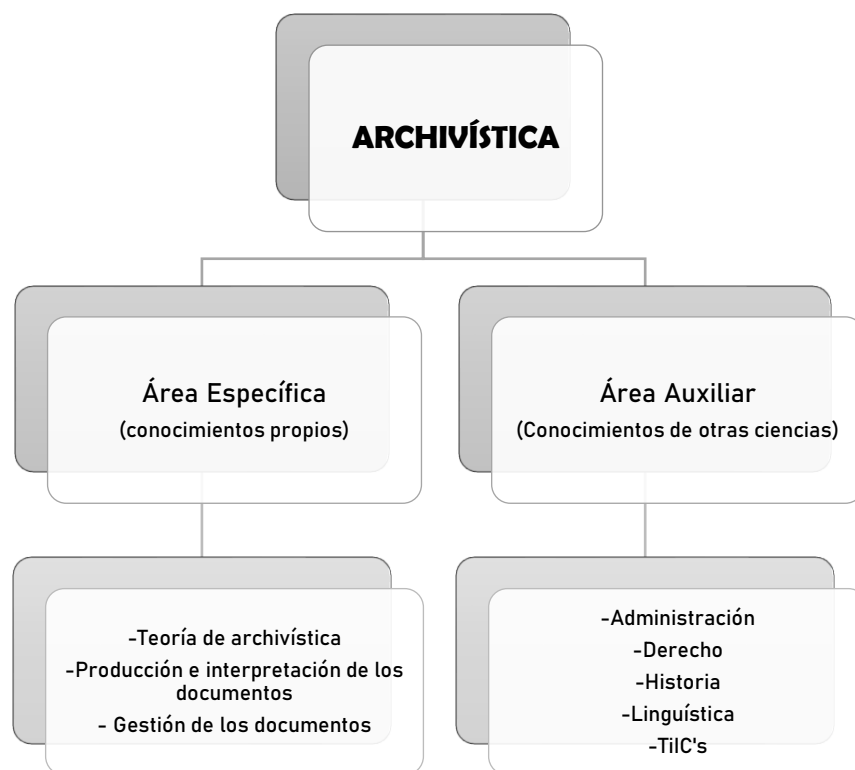 ARCHIVÍSTICA
Área Específica
(conocimientos propios)
Área Auxiliar
(Conocimientos de otras ciencias)
-Teoría de archivística
-Producción e interpretación de los
documentos
- Gestión de los documentos
-Administración
-Derecho
-Historia
-Linguística
-TilC's